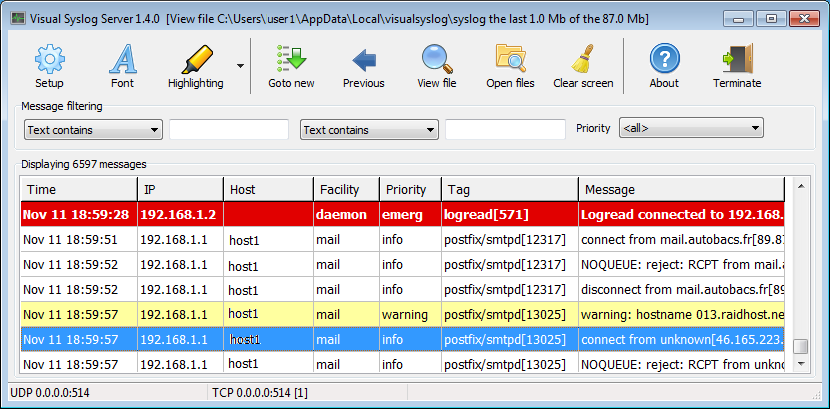 Visual Syslog Server 1.4.0 [View file C:\Users\user1\AppData\Local\visualsyslog\syslog the last 1.0 Mb of the 87.0 Mb]
Setup Font Highlighting Goto new Previous View file Open files Clear screen About Terminate
Message filtering
Text contains Text contains Priority <all>
Displaying 6597 messages
Time IP Host Facility Priority Tag Message
Nov 11 18:59:28 192.168.1.2 daemon emerg logread[571] Logread connected to 192.168.
Nov 11 18:59:51 192.168.1.1 host1 mail info postfix/smtpd[12317] connect from mail.autobacs.fr[89.87
Nov 11 18:59:52 192.168.1.1 host1 mail info postfix/smtpd[12317] NOQUEUE: reject: RCPT from mail.a
Nov 11 18:59:52 192.168.1.1 host1 mail info postfix/smtpd[12317] disconnect from mail.autobacs.fr[89
Nov 11 18:59:57 192.168.1.1 host1 mail warning postfix/smtpd[13025] warning: hostname 013.raidhost.ne
Nov 11 18:59:57 192.168.1.1 host1 mail info postfix/smtpd[13025] connect from unknown[46.165.223.
Nov 11 18:59:57 192.168.1.1 host1 mail info postfix/smtpd[13025] NOQUEUE: reject: RCPT from unkno
UDP 0.0.0.0:514 TCP 0.0.0.0:514 [1]